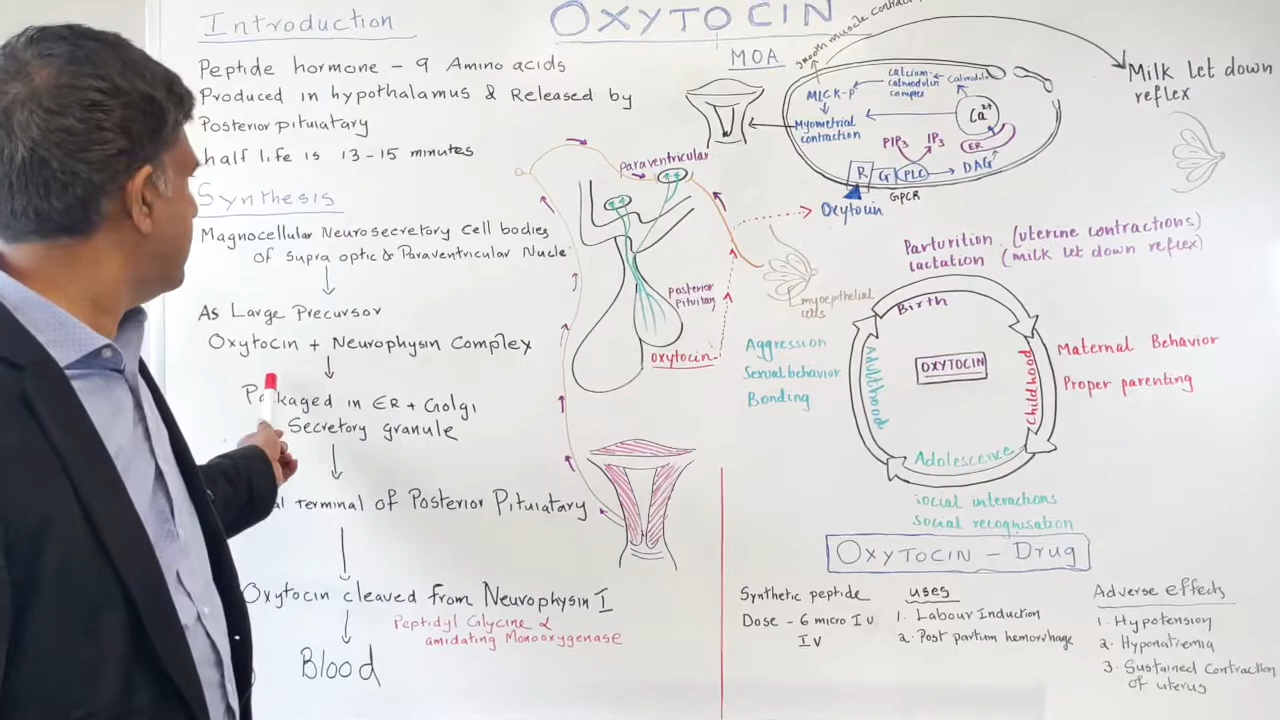 OXYTOCIN
Introduction
Peptide hormone - 9 Amino acids
produced in hypothalamus & Released by
Posterior pituiatary
half life is 13-15 minutes
Synthesis
Magnocellular Neurosecretory Cell bodies
of supra optic & Paraventricular Nucle
As Large Precursor
Oxytocin + Neurophysin Complex
Packaged in ER + Golgi
Secretory granule
terminal of Posterior Pituiatary
Oxytocin cleaved from Neurophysin I
Peptidyl Glycine α
amidating Monooxygenase
Blood
Paraventricular
Posterior
Pituitary
oxytocin
myoepithelial
cells
MOA
Smooth muscle
MLCK-P
calcium-
calmodulin
complex
Calmodulin
Ca2+
Myometrial
contraction
PIP3
IP3
ER
DAG
R
G
PLC
GPCR
Oxytocin
Milk let down
reflex
Parturition (uterine contractions)
lactation (milk let down reflex)
Birth
Childhood
Adolescence
Adulthood
OXYTOCIN
Aggression
Sexual behavior
Bonding
Maternal Behavior
Proper parenting
social interactions
Social recognisation
OXYTOCIN - Drug
Synthetic peptide
Dose - 6 micro IU
IV
uses
1. Labour Induction
2. Post partum hemorrhage
Adverse effects
1. Hypotension
2. Hyponatremia
3. Sustained Contraction
of uterus